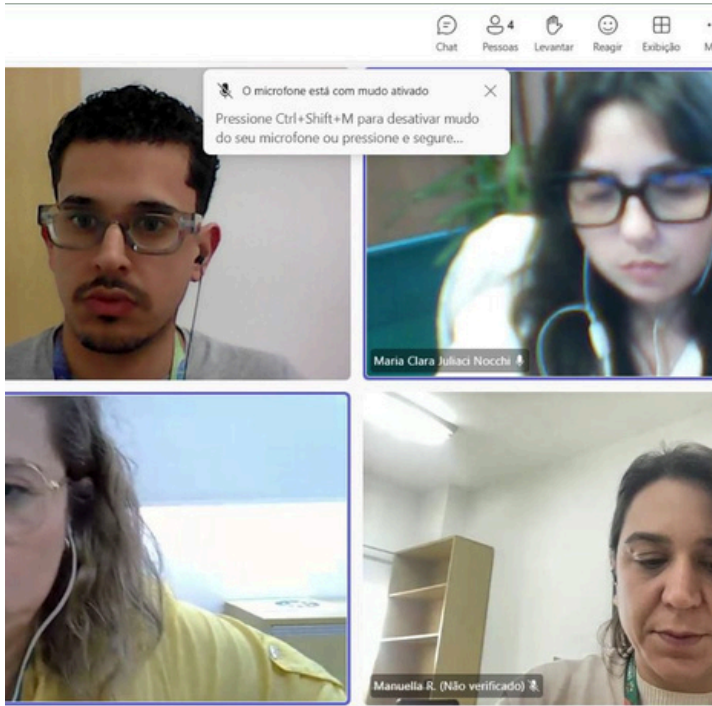 4
Chat Pessoas Levantar Reagir Exibição M
O microfone está com mudo ativado
Pressione Ctrl+Shift+M para desativar mudo
do seu microfone ou pressione e segure...
Maria Clara Juliaci Nocchi
Manuella R. (Não verificado)